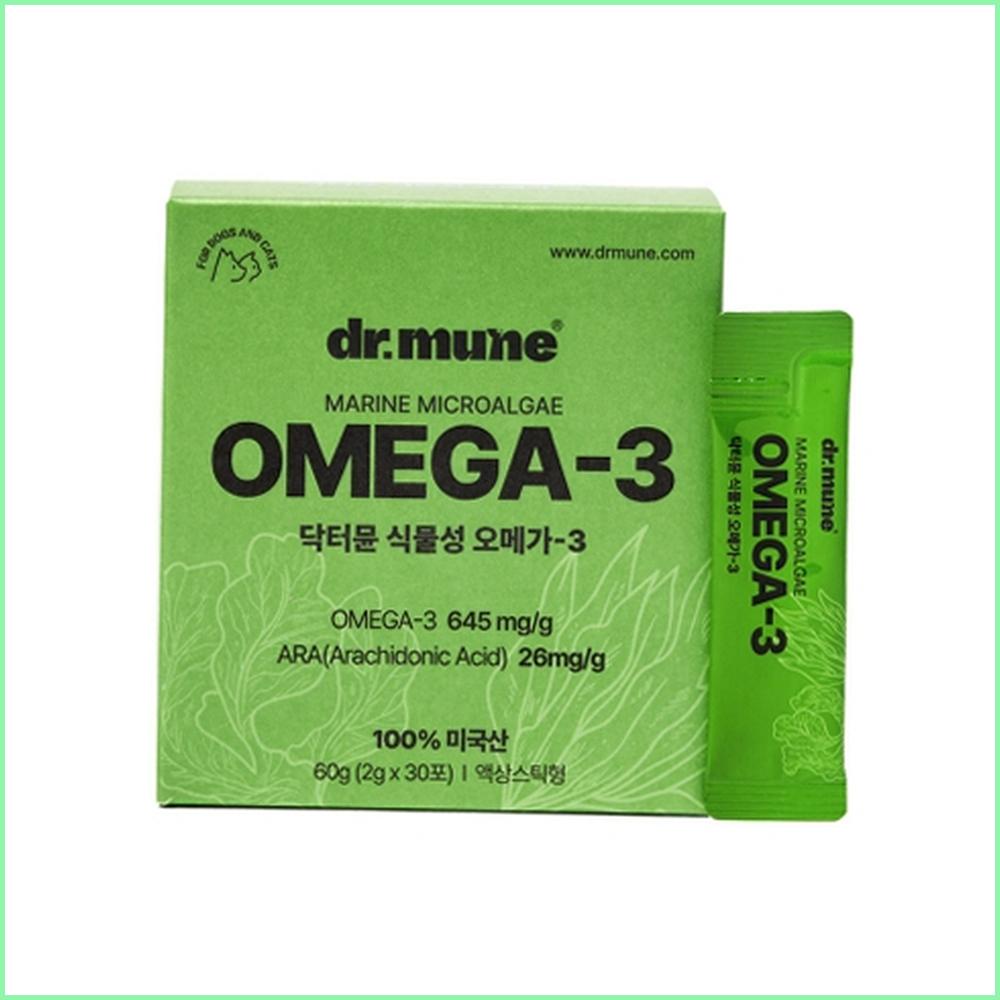 FOR DOGS AND CATS
www.drmune.com
dr.mune®
MARINE MICROALGAE
OMEGA-3
닥터뮨 식물성 오메가-3
OMEGA-3 645 mg/g
ARA(Arachidonic Acid) 26mg/g
100% 미국산
60g (2g x 30포) | 액상스틱형
dr.mune
MARINE MICROALGAE
OMEGA-3
닥터뮨 식물성 오메가-3